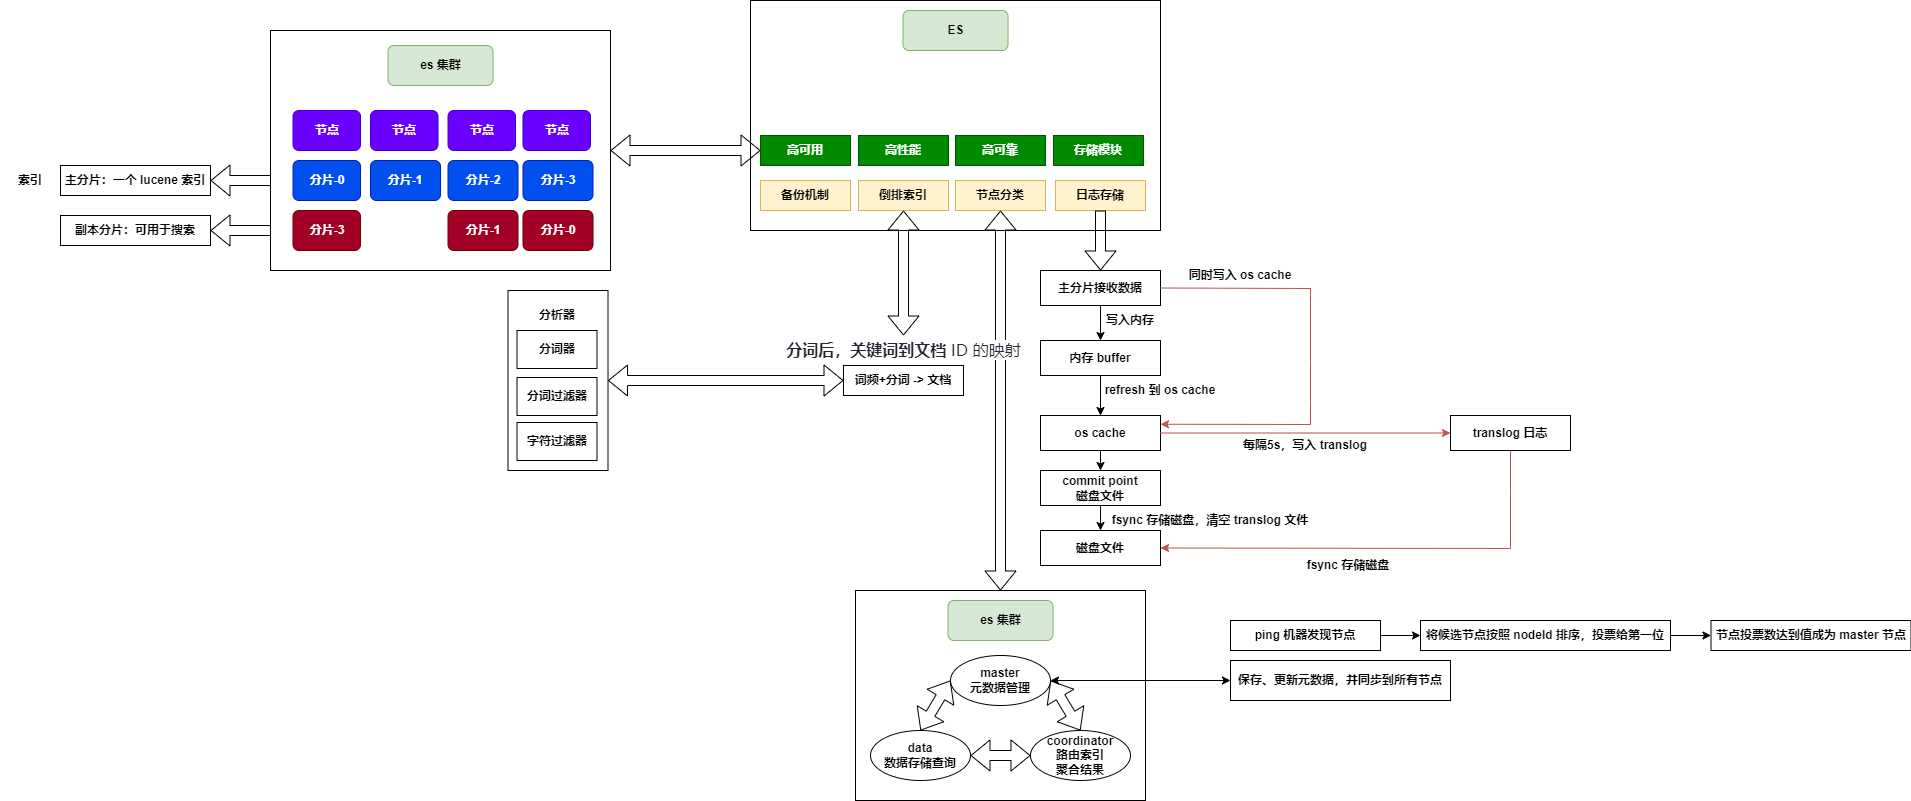 es 集群
节点
节点
节点
节点
分片-0
分片-1
分片-2
分片-3
分片-3
分片-1
分片-0
索引
主分片：一个 lucene 索引
副本分片：可用于搜索
ES
高可用
高性能
高可靠
存储模块
备份机制
倒排索引
节点分类
日志存储
分析器
分词器
分词过滤器
字符过滤器
分词后，关键词到文档 ID 的映射
词频+分词 -> 文档
主分片接收数据
同时写入 os cache
写入内存
内存 buffer
refresh 到 os cache
os cache
每隔5s，写入 translog
translog 日志
commit point
磁盘文件
fsync 存储磁盘，清空 translog 文件
磁盘文件
fsync 存储磁盘
es 集群
master
元数据管理
data
数据存储查询
coordinator
路由索引
聚合结果
ping 机器发现节点
将候选节点按照 nodeId 排序，投票给第一位
节点投票数达到值成为 master 节点
保存、更新元数据，并同步到所有节点